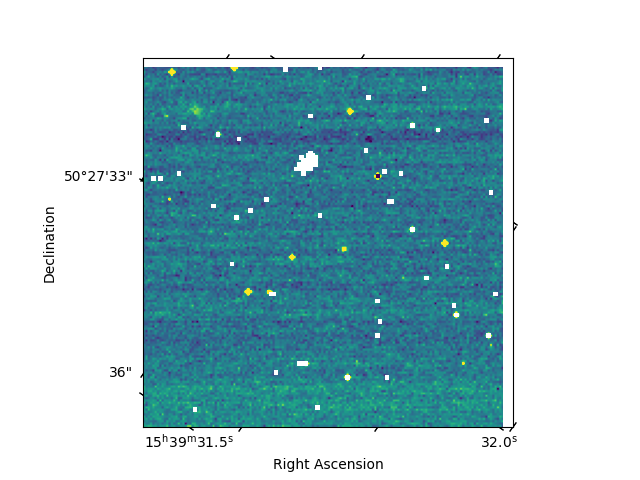 Declination
50°27'33"
36"
15ʰ39ᵐ31.5ˢ
32.0ˢ
Right Ascension